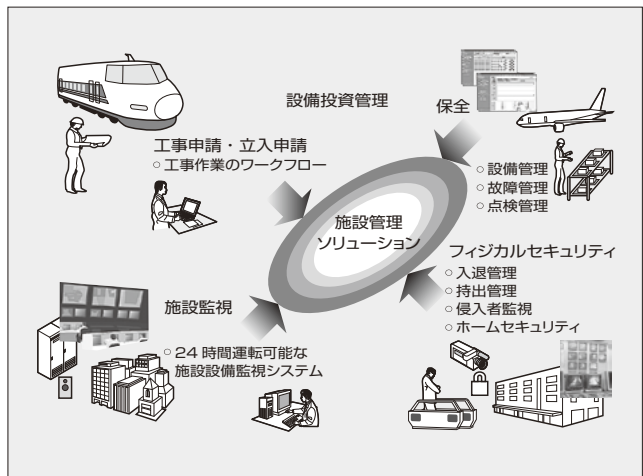 設備投資管理
保全
工事申請・立入申請
○工事作業のワークフロー
○設備管理
○故障管理
○点検管理
施設管理
ソリューション
フィジカルセキュリティ
○入退管理
○持出管理
○侵入者監視
○ホームセキュリティ
施設監視
○24時間運転可能な
施設設備監視システム